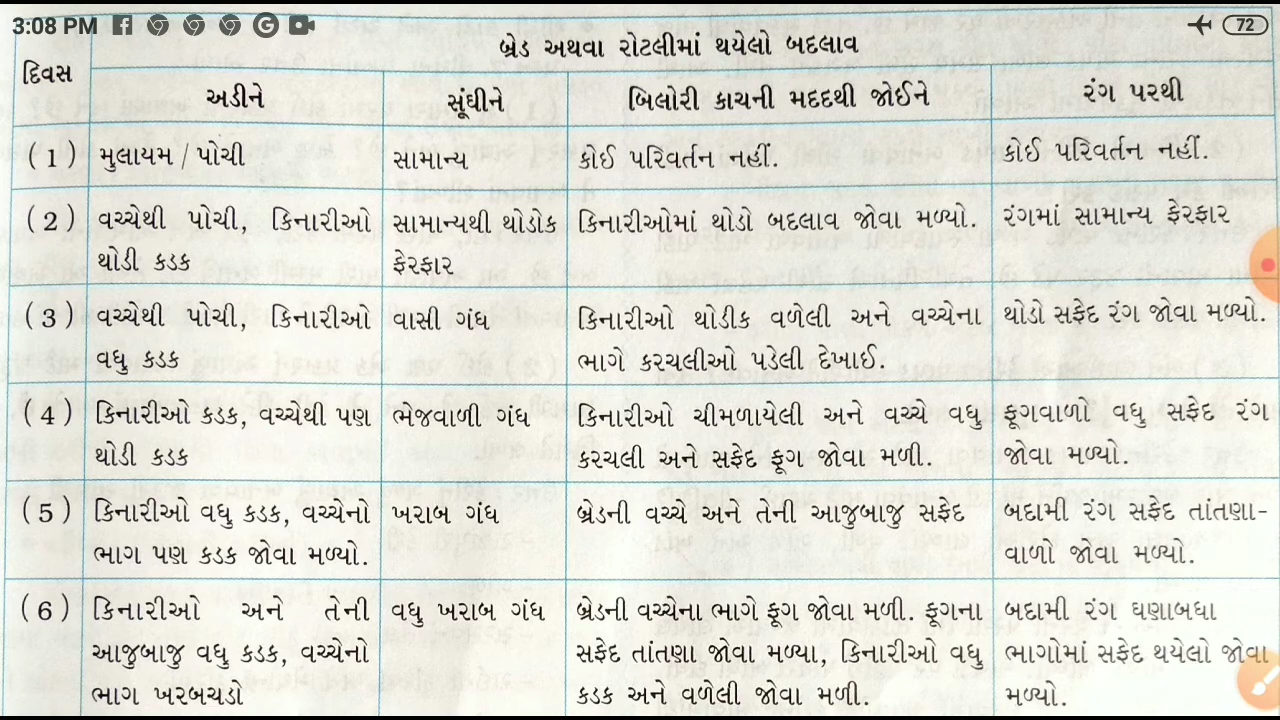 3:08 PM
72
બ્રેડ અથવા રોટલીમાં થયેલો બદલાવ
દિવસ
અડીને સૂંઘીને બિલોરી કાચની મદદથી જોઈને રંગ પરથી
( 1 ) મુલાયમ / પોચી સામાન્ય કોઈ પરિવર્તન નહીં. કોઈ પરિવર્તન નહીં.
( 2 ) વચ્ચેથી પોચી, કિનારીઓ સામાન્યથી થોડોક કિનારીઓમાં થોડો બદલાવ જોવા મળ્યો. રંગમાં સામાન્ય ફેરફાર
થોડી કડક ફેરફાર
( 3 ) વચ્ચેથી પોચી, કિનારીઓ વાસી ગંધ કિનારીઓ થોડીક વળેલી અને વચ્ચેના થોડો સફેદ રંગ જોવા મળ્યો.
વધુ કડક ભાગે કરચલીઓ પડેલી દેખાઈ.
( 4 ) કિનારીઓ કડક, વચ્ચેથી પણ ભેજવાળી ગંધ કિનારીઓ ચીમળાયેલી અને વચ્ચે વધુ ફૂગવાળો વધુ સફેદ રંગ
થોડી કડક કરચલી અને સફેદ ફૂગ જોવા મળી. જોવા મળ્યો.
( 5 ) કિનારીઓ વધુ કડક, વચ્ચેનો ખરાબ ગંધ બ્રેડની વચ્ચે અને તેની આજુબાજુ સફેદ બદામી રંગ સફેદ તાંતણા-
ભાગ પણ કડક જોવા મળ્યો. વાળો જોવા મળ્યો.
( 6 ) કિનારીઓ અને તેની વધુ ખરાબ ગંધ બ્રેડની વચ્ચેના ભાગે ફૂગ જોવા મળી. ફૂગના બદામી રંગ ઘણાબધા
આજુબાજુ વધુ કડક, વચ્ચેનો સફેદ તાંતણા જોવા મળ્યા, કિનારીઓ વધુ ભાગોમાં સફેદ થયેલો જોવા
ભાગ ખરબચડો કડક અને વળેલી જોવા મળી. મળ્યો.